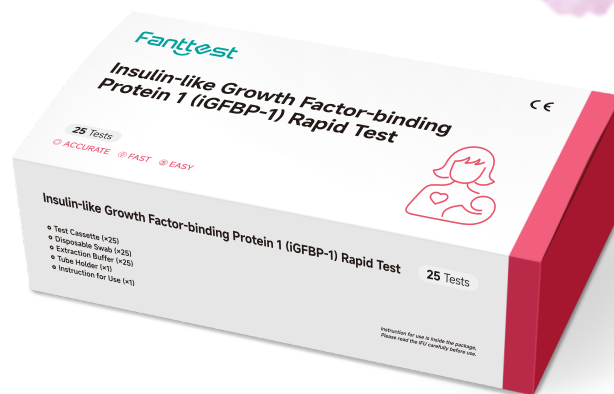 Fanttest
Insulin-like Growth Factor-binding
Protein 1 (iGFBP-1) Rapid Test
CE
25 Tests
ACCURATE FAST EASY
Insulin-like Growth Factor-binding Protein 1 (iGFBP-1) Rapid Test
25 Tests
Test Cassette (×25)
Disposable Swab (×25)
Extraction Buffer (×25)
Tube Holder (×1)
Instruction for Use (×1)
Instruction for use is inside the package,
Please read the IFU carefully before use.